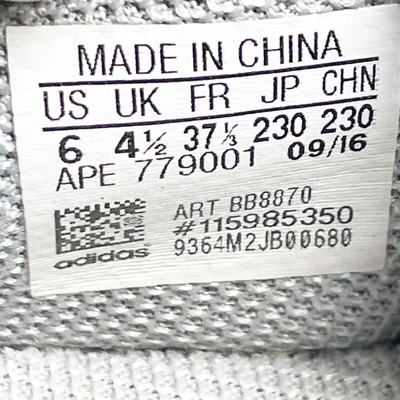 MADE IN CHINA
US UK FR JP CHN
6 4½ 37⅓ 230 230
APE 779001 09/16
ART BB8870
#115985350
adidas 9364M2JB00680